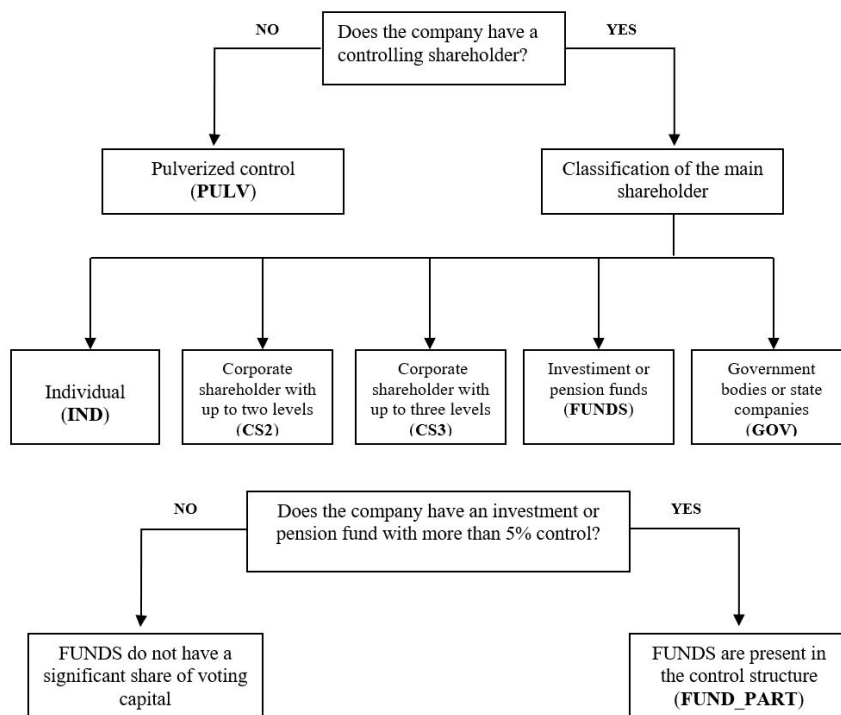 NO
Does the company have a
controlling shareholder?
YES
Pulverized control
(PULV)
Classification of the main
shareholder
Individual
(IND)
Corporate
shareholder with
up to two levels
(CS2)
Corporate
shareholder with
up to three levels
(CS3)
Investiment or
pension funds
(FUNDS)
Government
bodies or state
companies
(GOV)
NO
Does the company have an investment or
pension fund with more than 5% control?
YES
FUNDS do not have a
significant share of voting
capital
FUNDS are present in
the control structure
(FUND_PART)